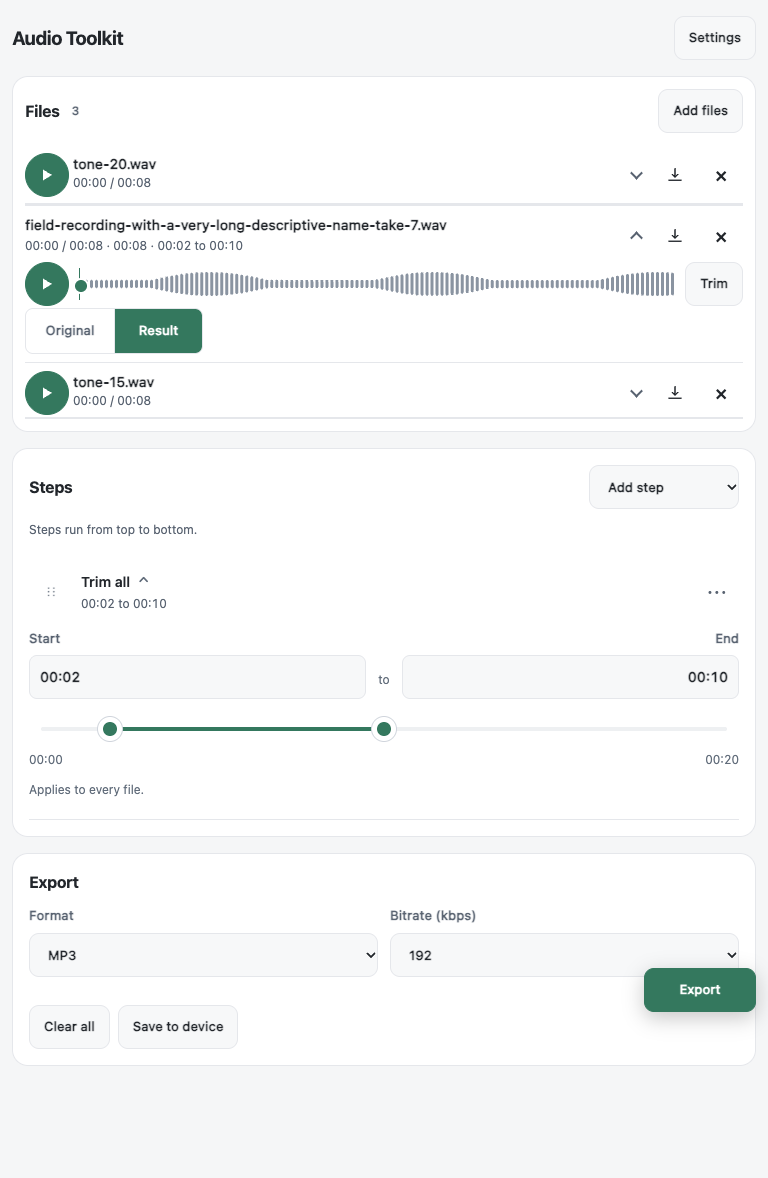 Audio Toolkit
Settings
Files 3
Add files
tone-20.wav
00:00 / 00:08
field-recording-with-a-very-long-descriptive-name-take-7.wav
00:00 / 00:08 · 00:08 · 00:02 to 00:10
Trim
Original
Result
tone-15.wav
00:00 / 00:08
Steps
Add step
Steps run from top to bottom.
Trim all
00:02 to 00:10
Start
End
00:02
to
00:10
00:00
00:20
Applies to every file.
Export
Format
Bitrate (kbps)
MP3
192
Export
Clear all
Save to device